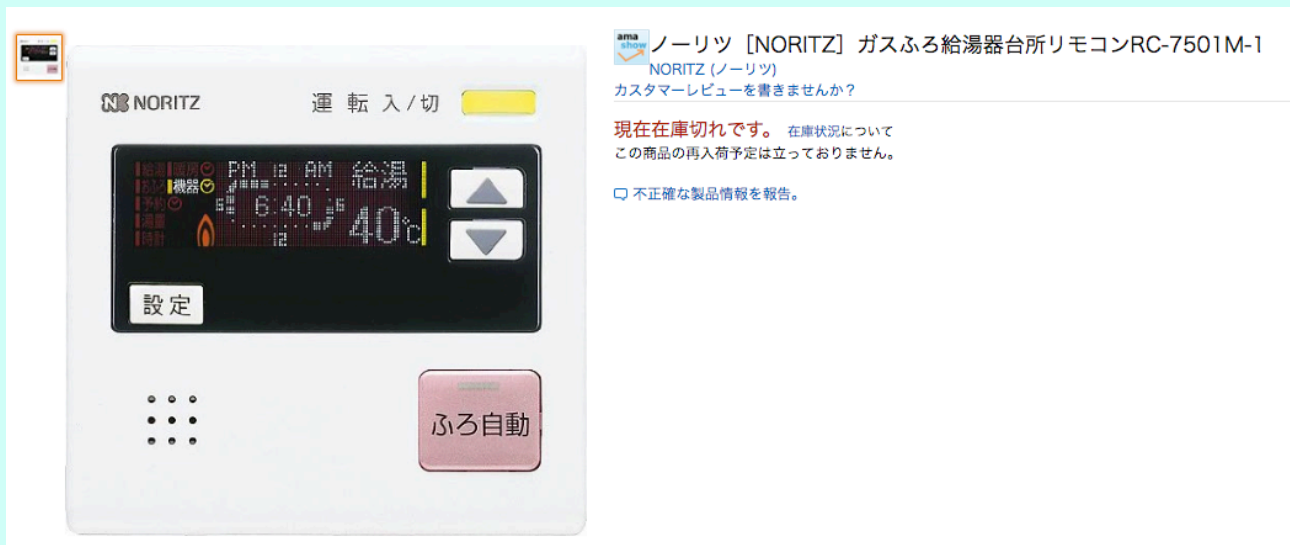 NORITZ
運転 入/切
給湯 暖房 PM 12 AM 給湯
おふろ 機器
予約 6 6:40 6 40℃
湯量
時計 12
設定
ふろ自動
ama
show
ノーリツ［NORITZ］ガスふろ給湯器台所リモコンRC-7501M-1
NORITZ (ノーリツ)
カスタマーレビューを書きませんか？
現在在庫切れです。 在庫状況について
この商品の再入荷予定は立っておりません。
不正確な製品情報を報告。